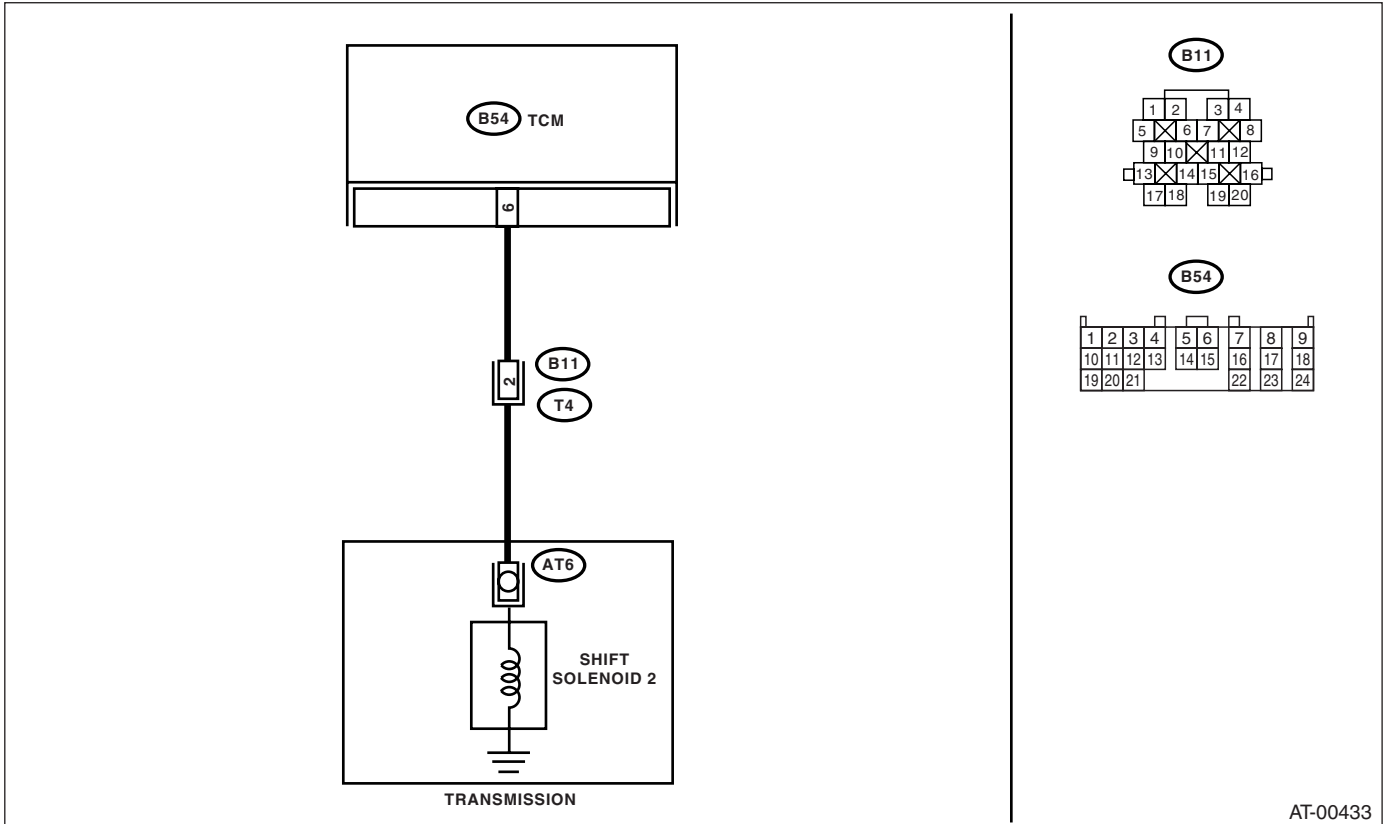 B54 TCM
6
B11
2
T4
AT6
SHIFT
SOLENOID 2
TRANSMISSION
B11
1 2 3 4
5 6 7 8
9 10 11 12
13 14 15 16
17 18 19 20
B54
1 2 3 4 5 6 7 8 9
10 11 12 13 14 15 16 17 18
19 20 21 22 23 24
AT-00433